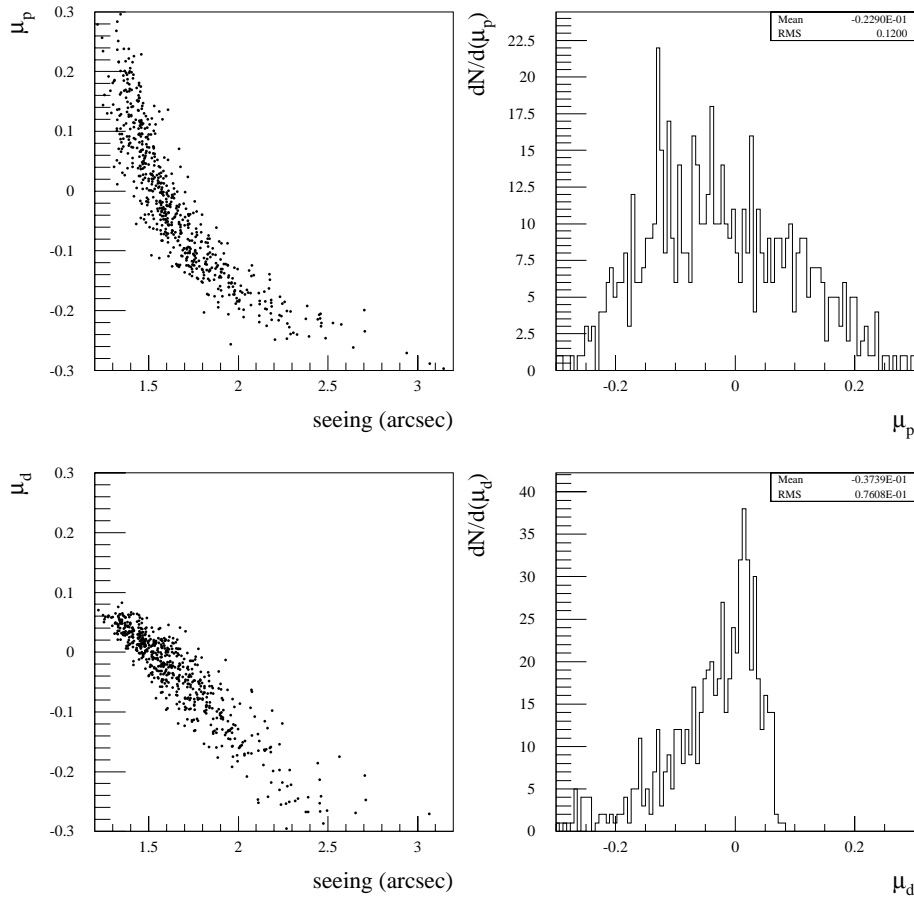 μp
0.3
0.2
0.1
0
-0.1
-0.2
-0.3
1.5 2 2.5 3
seeing (arcsec)
dN/d(μp)
Mean -0.2290E-01
RMS 0.1200
22.5
20
17.5
15
12.5
10
7.5
5
2.5
0
-0.2 0 0.2
μp
μd
0.3
0.2
0.1
0
-0.1
-0.2
-0.3
1.5 2 2.5 3
seeing (arcsec)
dN/d(μd)
Mean -0.3739E-01
RMS 0.7608E-01
40
35
30
25
20
15
10
5
0
-0.2 0 0.2
μd